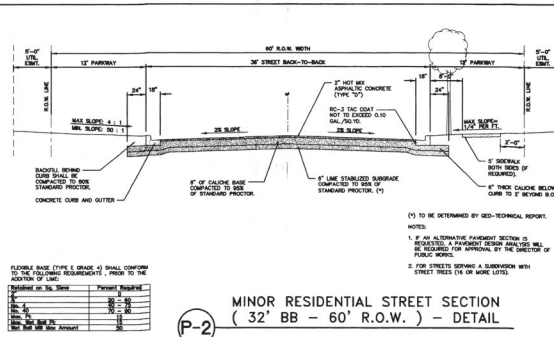 60' R.O.W. WIDTH
5'-0"
UTIL.
ESMT.
12' PARKWAY
36' STREET BACK-TO-BACK
PARKWAY
5'-0"
UTIL.
ESMT.
R.O.W. LINE
R.O.W. LINE
24"
18"
18"
24"
2" HOT MIX
ASPHALTIC CONCRETE
(TYPE "D")
RC-3 TAC COAT
NOT TO EXCEED 0.10
GAL/SQ.YD.
MAX SLOPE: 4 : 1
MIN. SLOPE: 50 : 1
2% SLOPE
2% SLOPE
MAX SLOPE=
1/4" PER FT.
2'-0"
BACKFILL BEHIND
CURB SHALL BE
COMPACTED TO
STANDARD PROCTOR.
CONCRETE CURB AND GUTTER
8" OF CALICHE BASE
COMPACTED TO 95%
OF STANDARD PROCTOR.
6" LIME STABILIZED SUBGRADE
COMPACTED TO 95% OF
STANDARD PROCTOR. (*)
5' SIDEWALK
BOTH SIDES (IF
REQUIRED).
6" THICK CALICHE BELOW
CURB TO 2' BEYOND B.O.
(*) TO BE DETERMINED BY GEO-TECHNICAL REPORT.
NOTES:
1. IF AN ALTERNATIVE PAVEMENT SECTION IS
REQUESTED, A PAVEMENT DESIGN ANALYSIS WILL
BE REQUIRED FOR APPROVAL BY THE DIRECTOR OF
PUBLIC WORKS.
2. FOR STREETS SERVING A SUBDIVISION WITH
STREET TREES (16 OR MORE LOTS).
FLEXIBLE BASE (TYPE E GRADE 4) SHALL CONFORM
TO THE FOLLOWING REQUIREMENTS, PRIOR TO THE
ADDITION OF LIME:
Retained on Sq. Sieve Percent Required
2" 0
No. 4 40 - 75
No. 40 70 - 90
Max. PI 15
Max. Wet Ball PI 15
Wet Ball Mill Max Amount 50
P-2
MINOR RESIDENTIAL STREET SECTION
( 32' BB - 60' R.O.W. ) - DETAIL